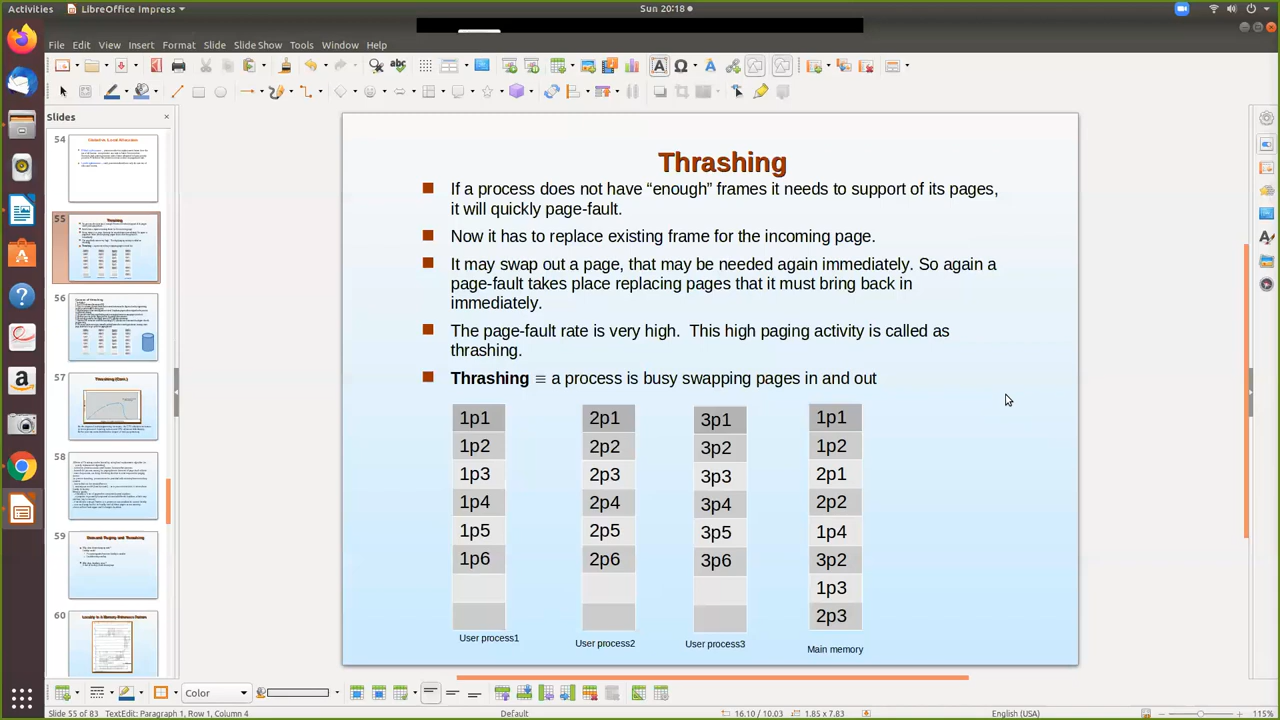 Activities LibreOffice Impress Sun 20:18
File Edit View Insert Format Slide Slide Show Tools Window Help
Slides
54
55
56
57
58
59
60
Thrashing
If a process does not have “enough” frames it needs to support of its pages,
it will quickly page-fault.
Now it has to replace existing frame for the incoming page.
It may swap out a page that may be needed again immediately. So again a
page-fault takes place replacing pages that it must bring back in
immediately.
The page-fault rate is very high. This high paging activity is called as
thrashing.
Thrashing ≡ a process is busy swapping pages in and out
1p1 2p1 3p1 1p1
1p2 2p2 3p2 1p2
1p3 2p3 3p3 2p1
1p4 2p4 3p4 2p2
1p5 2p5 3p5 1p4
1p6 2p6 3p6 3p2
1p3
2p3
User process1 User process2 User process3 Main memory
Color
Slide 55 of 83 TextEdit: Paragraph 1, Row 1, Column 4 Default 16.10 / 10.03 1.85 x 7.83 English (USA) 115%